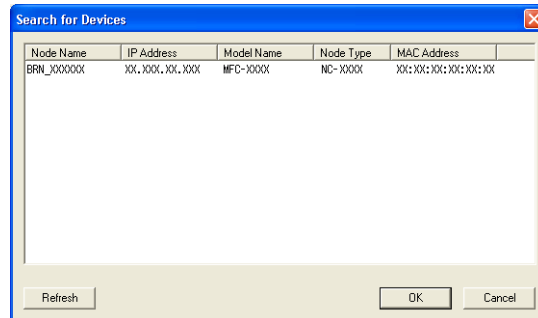 Search for Devices
Node Name IP Address Model Name Node Type MAC Address
BRN_XXXXXX XX.XXX.XX.XXX MFC-XXXX NC-XXXX XX:XX:XX:XX:XX:XX
Refresh OK Cancel